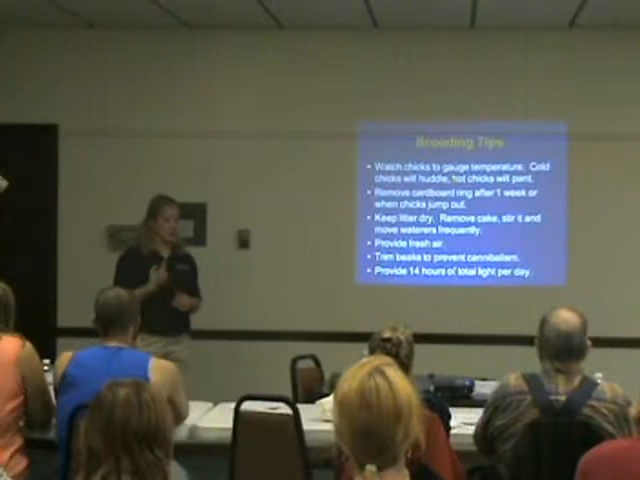 Brooding Tips
• Watch chicks to gauge temperature. Cold
chicks will huddle, hot chicks will pant.
• Remove cardboard ring after 1 week or
when chicks jump out.
• Keep litter dry. Remove cake, stir it and
move waterers frequently.
• Provide fresh air.
• Trim beaks to prevent cannibalism.
• Provide 14 hours of total light per day.